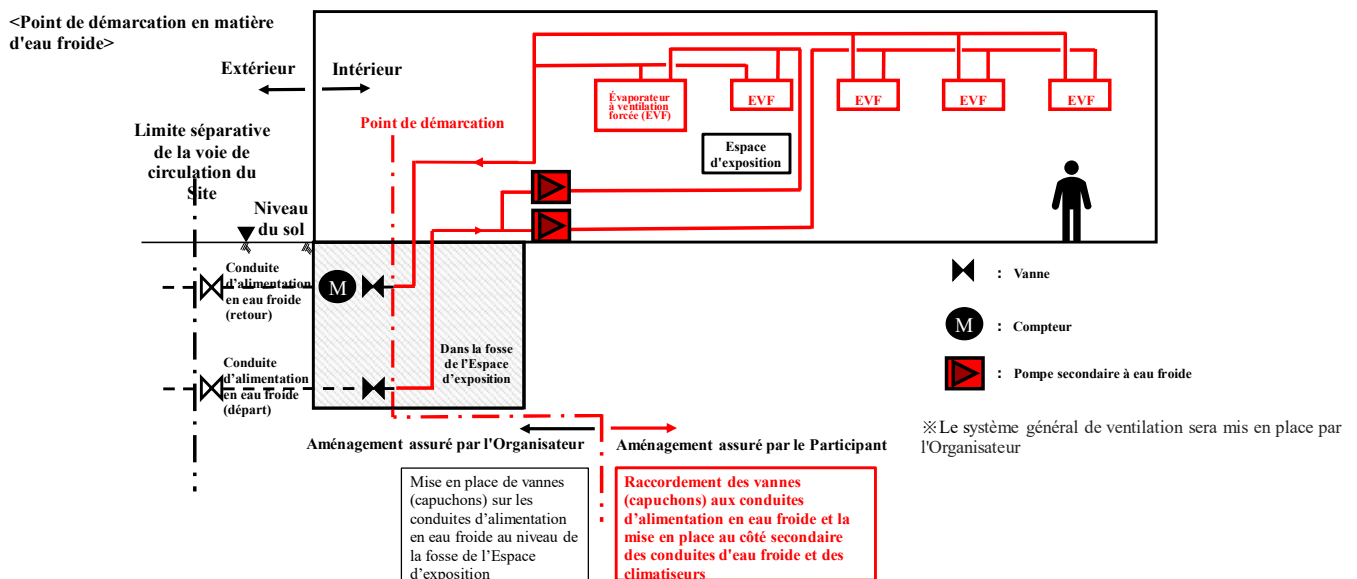 <Point de démarcation en matière
d'eau froide>
Extérieur
Intérieur
Point de démarcation
Limite séparative
de la voie de
circulation du
Site
Niveau
du sol
Évaporateur
à ventilation
forcée (EVF)
EVF
EVF
EVF
EVF
Espace
d'exposition
Conduite
d’alimentation
en eau froide
(retour)
M
Conduite
d’alimentation
en eau froide
(départ)
Dans la fosse
de l’Espace
d’exposition
: Vanne
M : Compteur
: Pompe secondaire à eau froide
※Le système général de ventilation sera mis en place par
l'Organisateur
Aménagement assuré par l'Organisateur
Aménagement assuré par le Participant
Mise en place de vannes
(capuchons) sur les
conduites d’alimentation
en eau froide au niveau de
la fosse de l’Espace
d’exposition
Raccordement des vannes
(capuchons) aux conduites
d’alimentation en eau froide et la
mise en place au côté secondaire
des conduites d'eau froide et des
climatiseurs